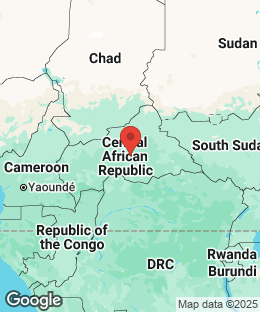 Chad
Sudan
Central
African
Republic
South Suda
Cameroon
Yaoundé
Republic of
the Congo
DRC
Rwanda
Burundi
Google
Map data ©2025